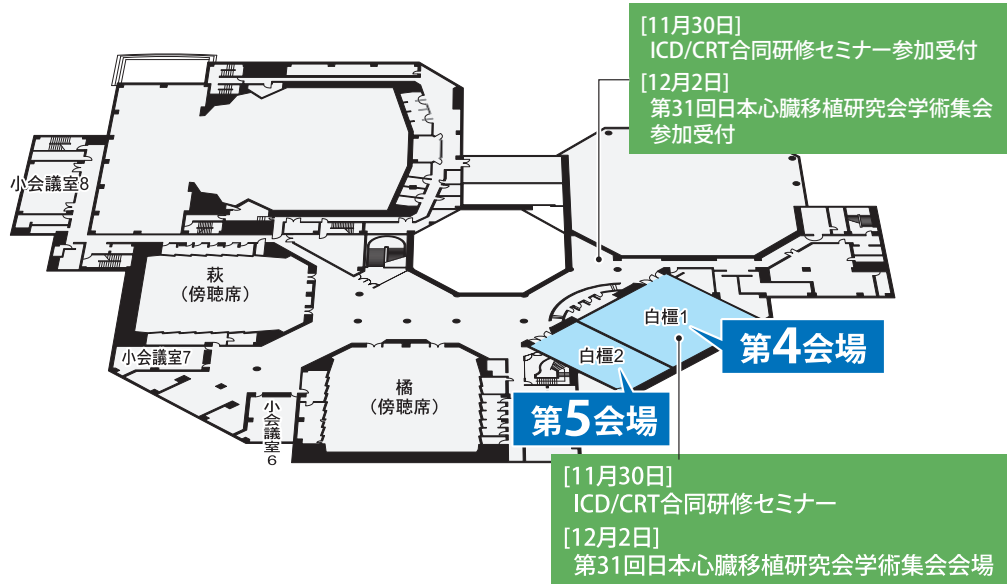 [11月30日]
ICD/CRT合同研修セミナー参加受付
[12月2日]
第31回日本心臓移植研究会学術集会
参加受付
小会議室8
萩
（傍聴席）
白橿1
第4会場
小会議室7
白橿2
橘
（傍聴席）
第5会場
小会議室6
[11月30日]
ICD/CRT合同研修セミナー
[12月2日]
第31回日本心臓移植研究会学術集会会場